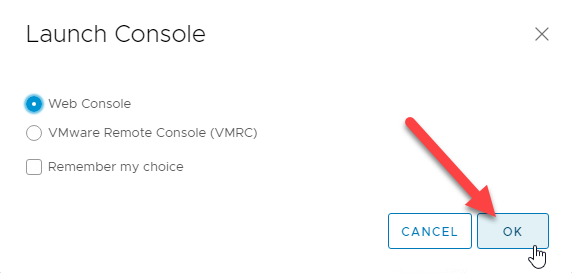 Launch Console
Web Console
VMware Remote Console (VMRC)
Remember my choice
CANCEL
OK